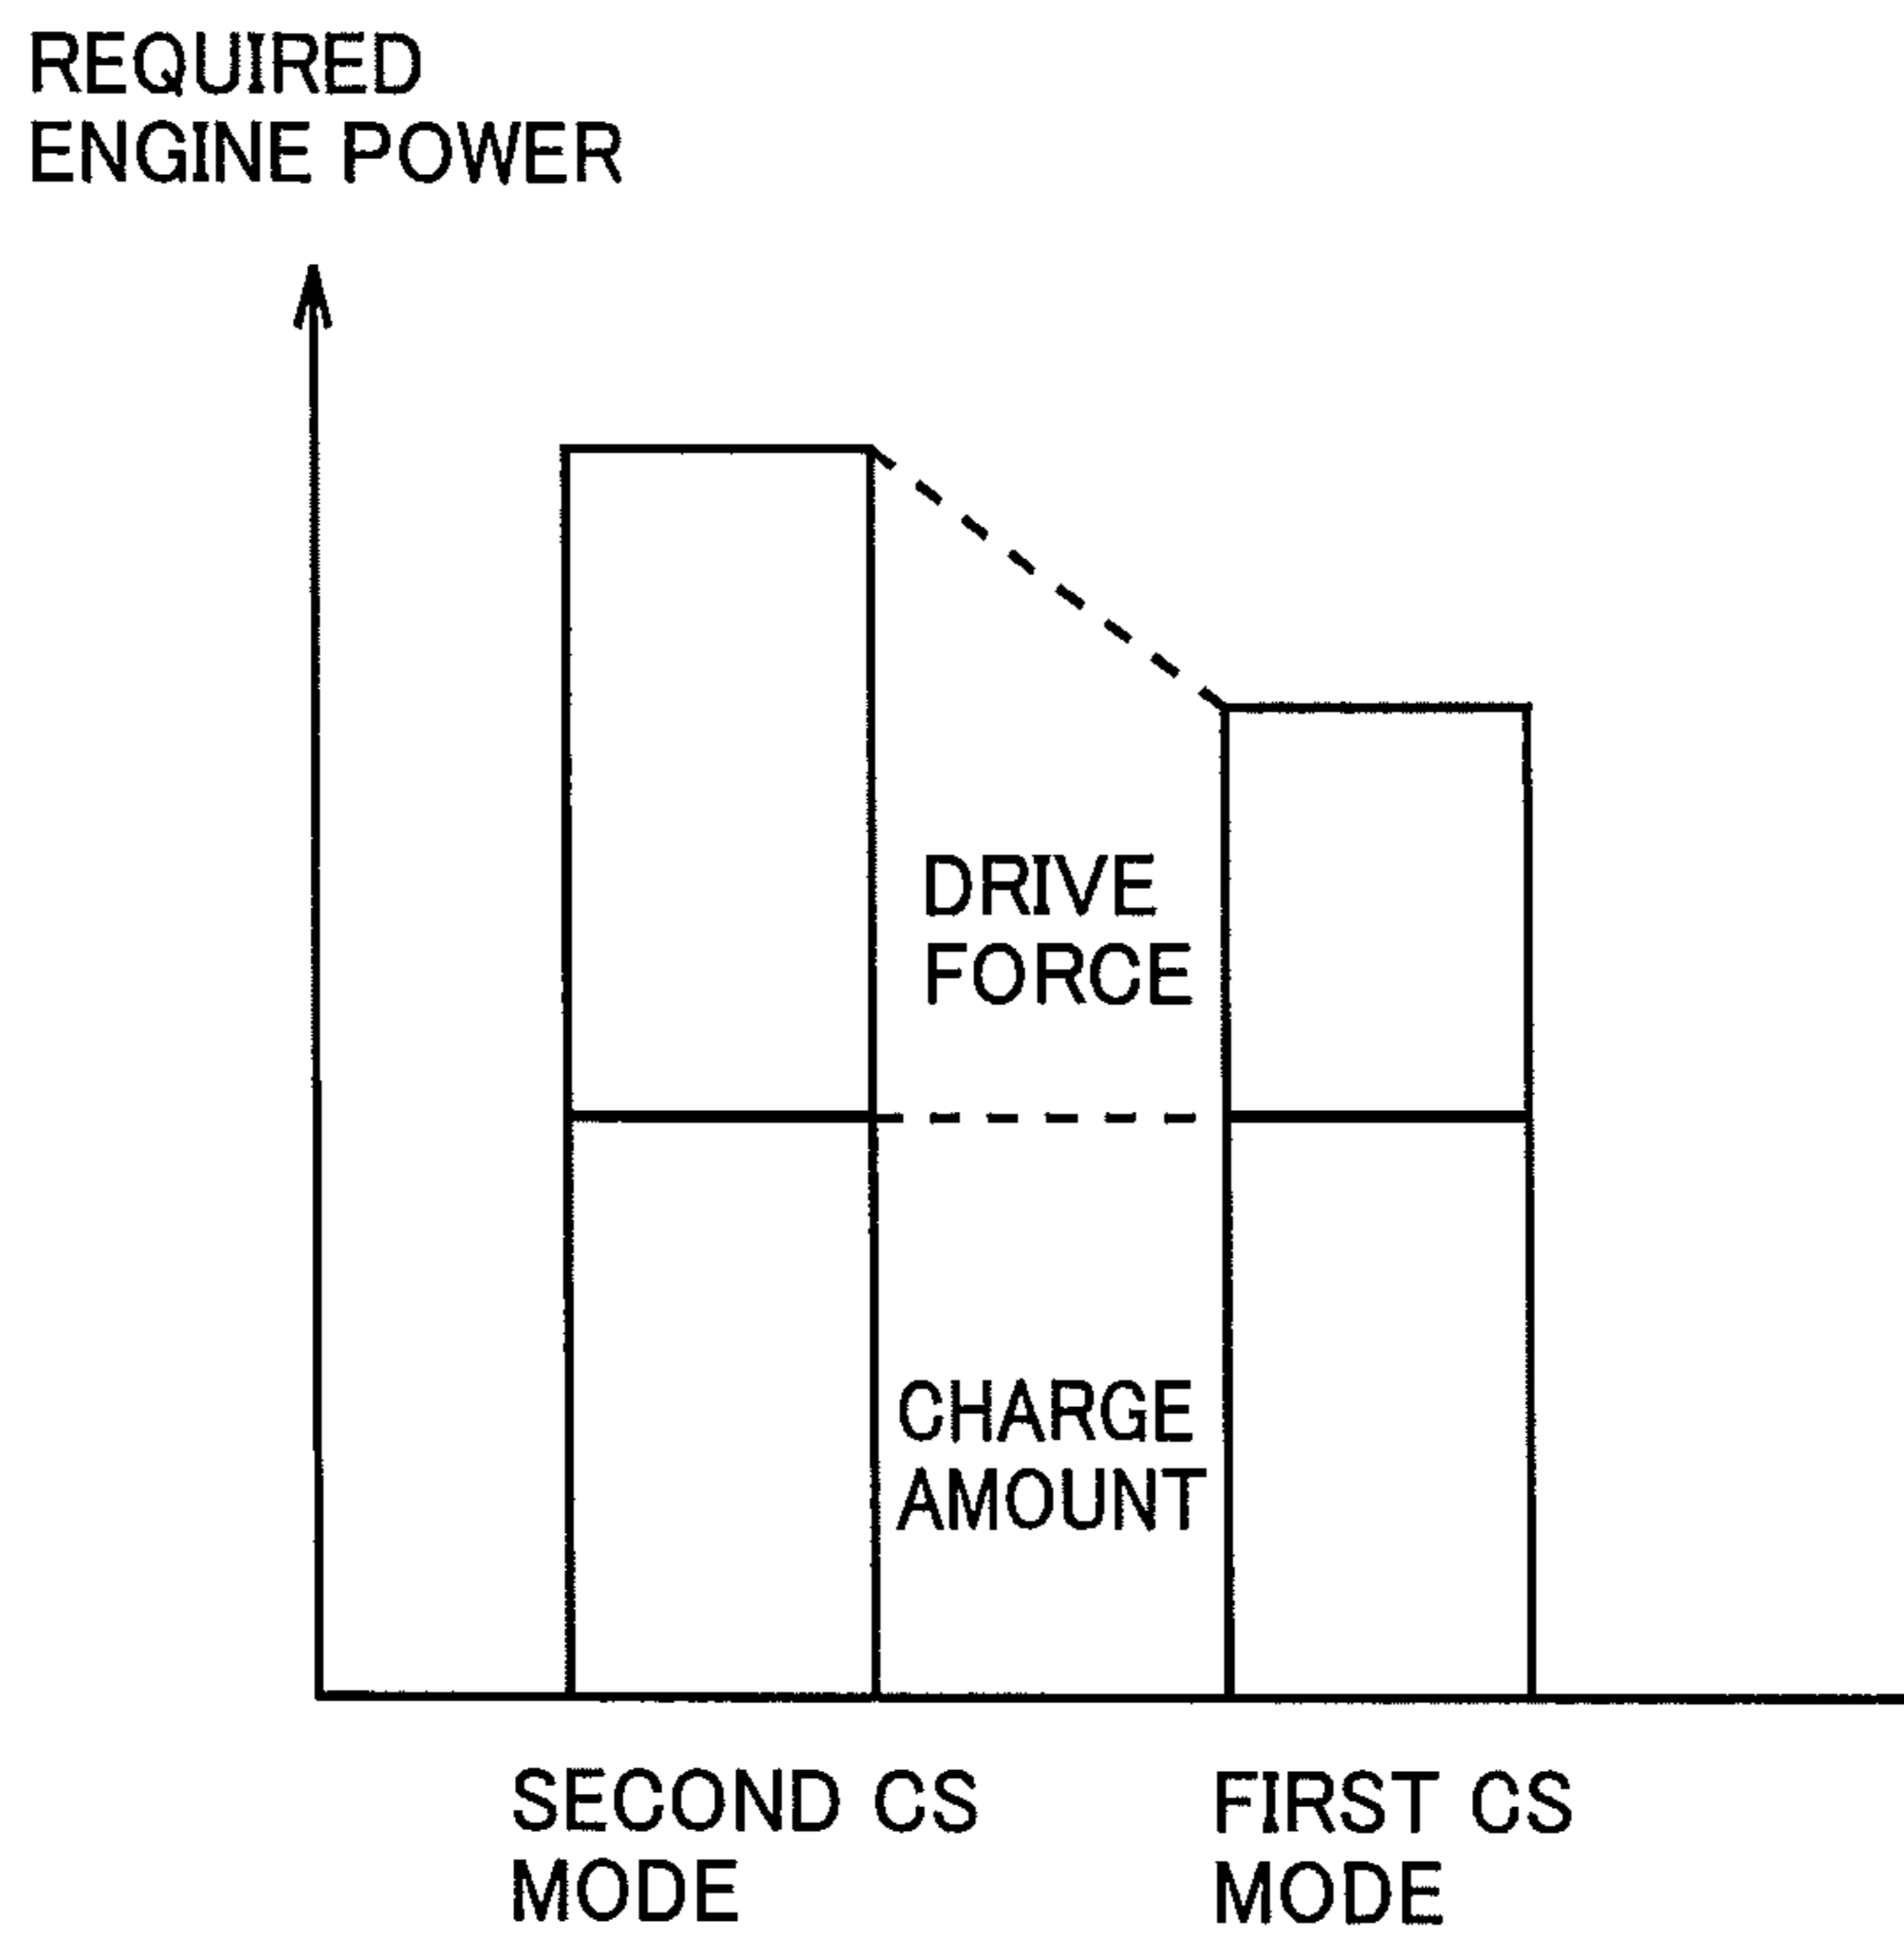 REQUIRED
ENGINE POWER
DRIVE
FORCE
CHARGE
AMOUNT
SECOND CS
MODE
FIRST CS
MODE